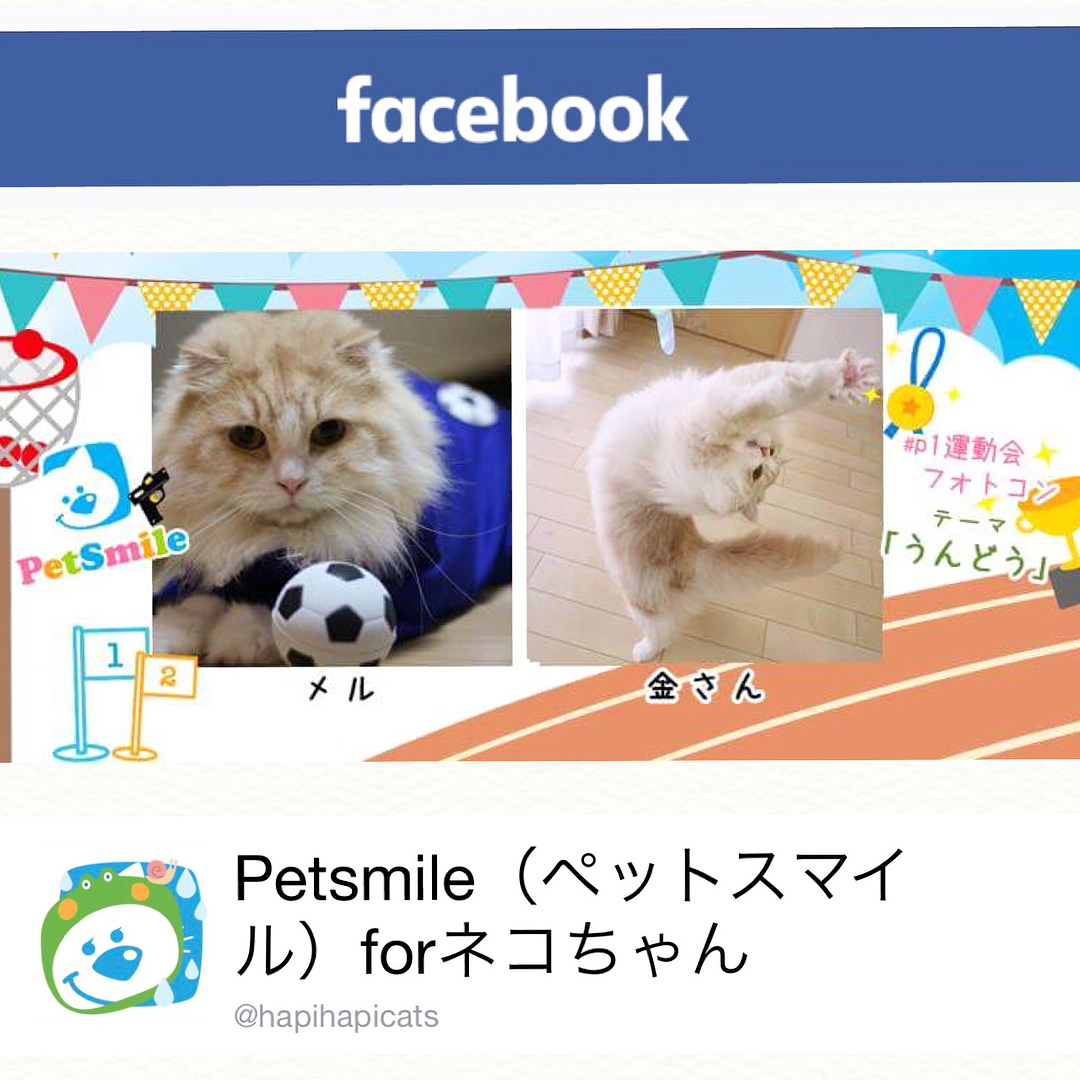 facebook
#p1運動会
フォトコン
テーマ
「うんどう」
PetSmile
1
2
メル
金さん
Petsmile（ペットスマイ
ル）forネコちゃん
@hapihapicats